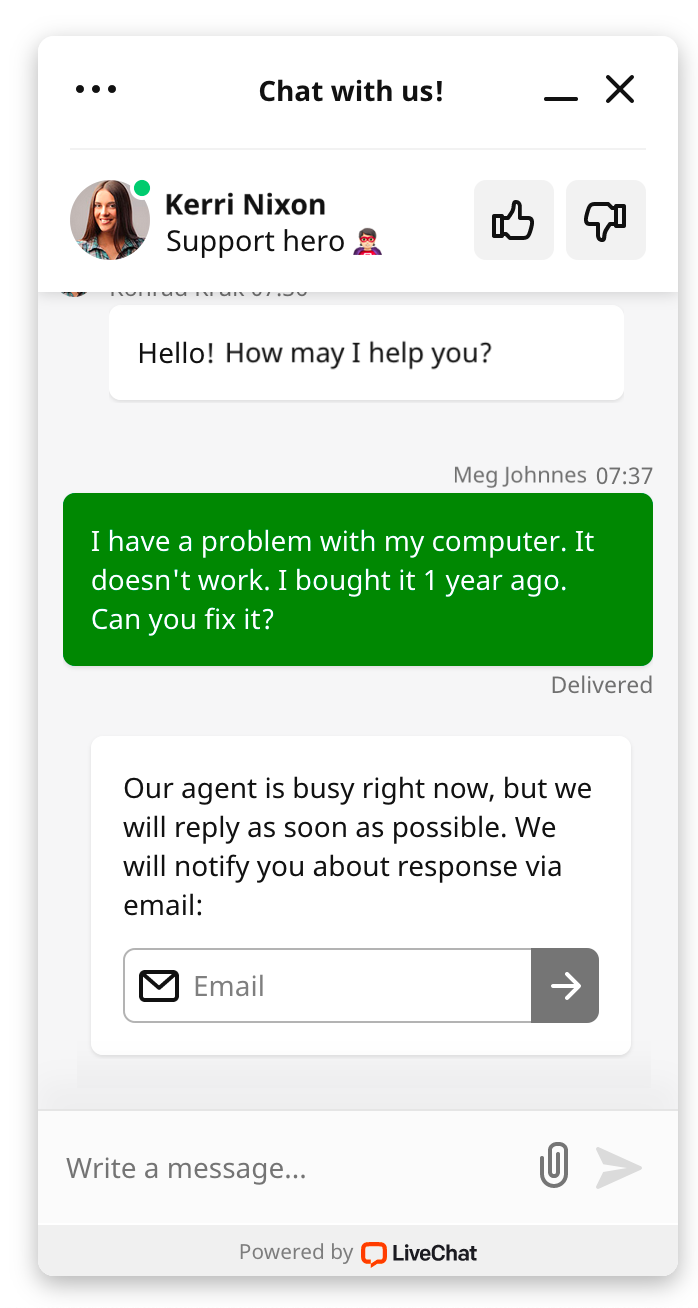 Chat with us!
Kerri Nixon
Support hero
Konrad Kruk 07:36
Hello! How may I help you?
Meg Johnnes 07:37
I have a problem with my computer. It
doesn't work. I bought it 1 year ago.
Can you fix it?
Delivered
Our agent is busy right now, but we
will reply as soon as possible. We
will notify you about response via
email:
Email
Write a message...
Powered by LiveChat